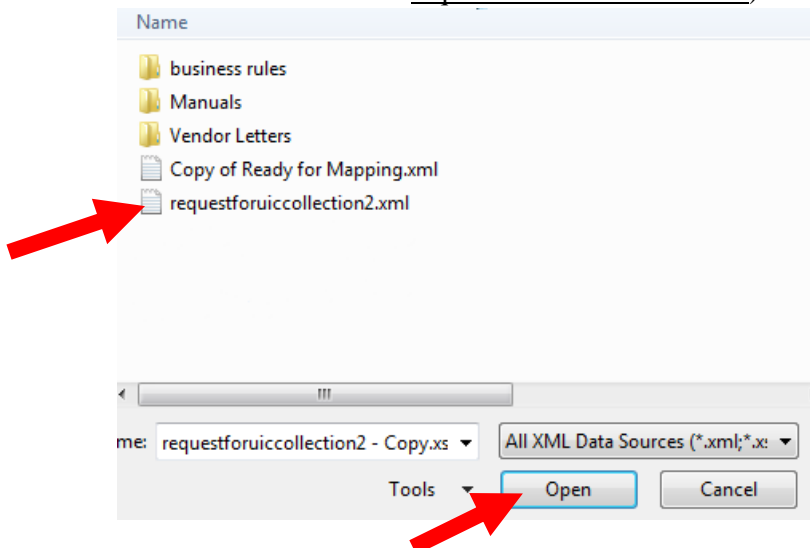 Name
business rules
Manuals
Vendor Letters
Copy of Ready for Mapping.xml
requestforuiccollection2.xml
me: requestforuiccollection2 - Copy.xs All XML Data Sources (*.xml;*.x
Tools Open Cancel